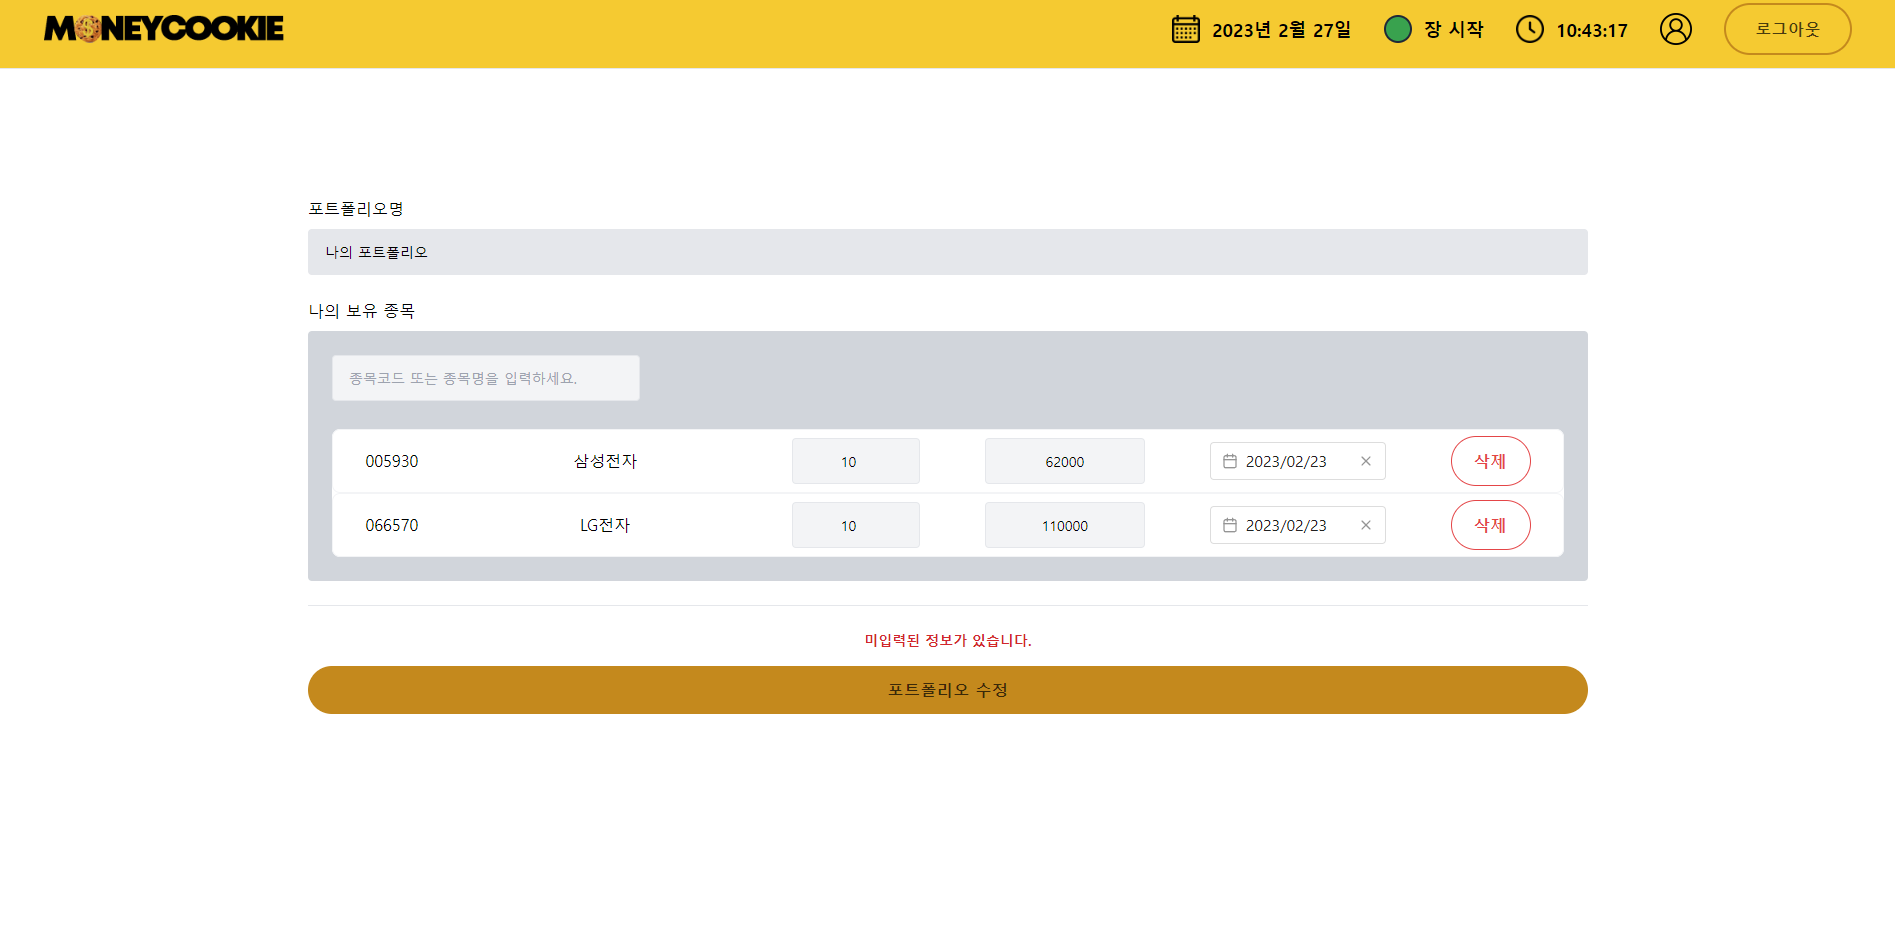 MONEYCOOKIE
2023년 2월 27일 장 시작 10:43:17 로그아웃
포트폴리오명
나의 포트폴리오
나의 보유 종목
종목코드 또는 종목명을 입력하세요.
005930 삼성전자 10 62000 2023/02/23 삭제
066570 LG전자 10 110000 2023/02/23 삭제
미입력된 정보가 있습니다.
포트폴리오 수정